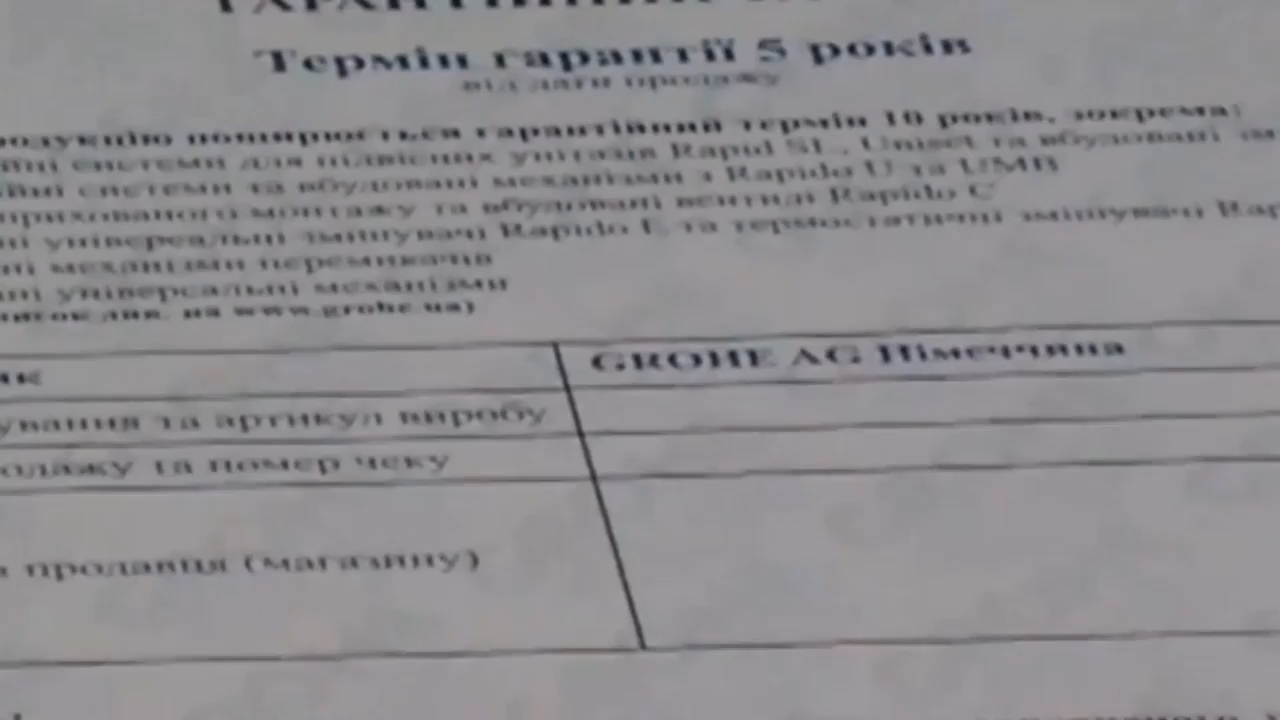 Термін гарантії 5 років
від дати продажу
поширюється гарантійний термін 10 років, зокрема:
системи для підвісних унітазів Rapid SL, Uniset та вбудовані
системи та вбудовані механізми з Rapido U та UMB
прихованого монтажу та вбудовані вентилі Rapido C
універсальні змішувачі Rapido E та термостатичні змішувачі
механізми перемикачів
універсальні механізми
на www.grohe.ua)
GROHE AG Німеччина
та артикул виробу
та номер чеку
продавця (магазину)